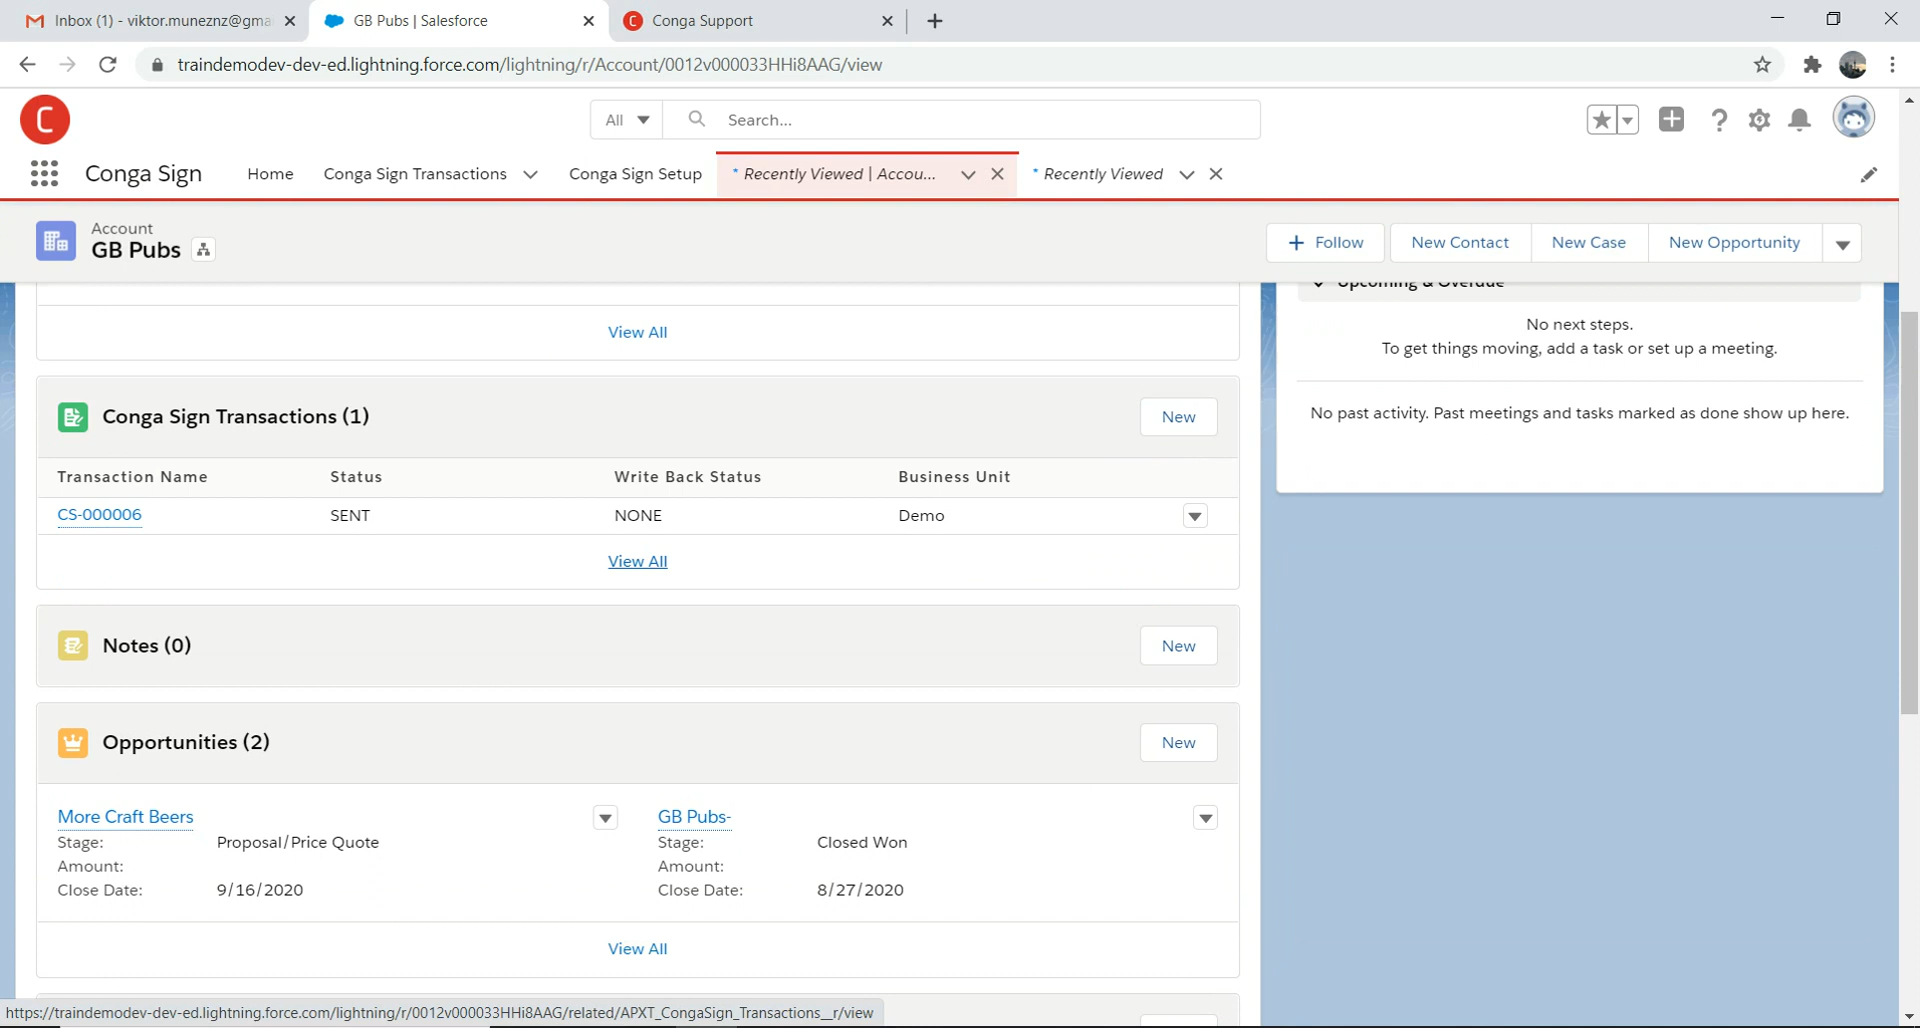 Inbox (1) - viktor.muneznz@gma
GB Pubs | Salesforce
Conga Support
traindemodev-dev-ed.lightning.force.com/lightning/r/Account/0012v000033HHi8AAG/view
C
All
Search...
Conga Sign
Home
Conga Sign Transactions
Conga Sign Setup
* Recently Viewed | Accou...
* Recently Viewed
Account
GB Pubs
+ Follow
New Contact
New Case
New Opportunity
Upcoming & Overdue
No next steps.
To get things moving, add a task or set up a meeting.
No past activity. Past meetings and tasks marked as done show up here.
View All
Conga Sign Transactions (1)
New
Transaction Name Status Write Back Status Business Unit
CS-000006 SENT NONE Demo
View All
Notes (0)
New
Opportunities (2)
New
More Craft Beers
Stage: Proposal/Price Quote
Amount:
Close Date: 9/16/2020
GB Pubs-
Stage: Closed Won
Amount:
Close Date: 8/27/2020
View All
https://traindemodev-dev-ed.lightning.force.com/lightning/r/0012v000033HHi8AAG/related/APXT_CongaSign_Transactions__r/view